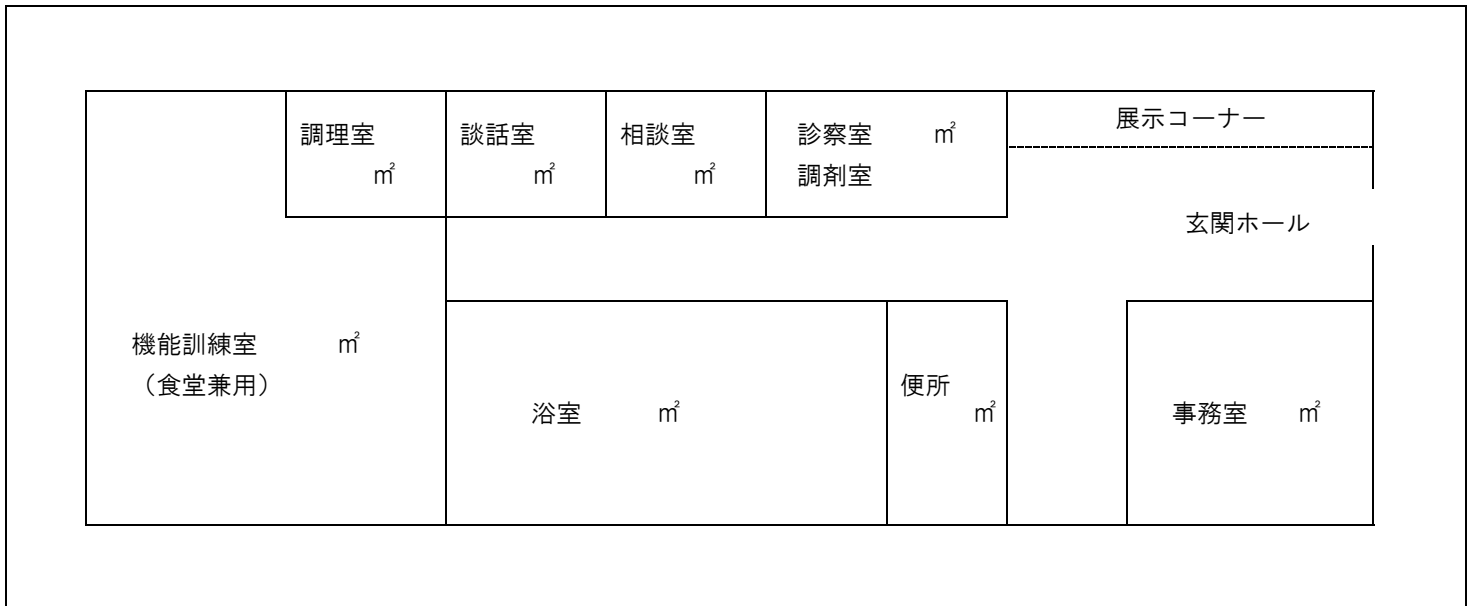 調理室
㎡
談話室
㎡
相談室
㎡
診察室 ㎡
調剤室
展示コーナー
玄関ホール
機能訓練室 ㎡
（食堂兼用）
浴室 ㎡
便所
㎡
事務室 ㎡